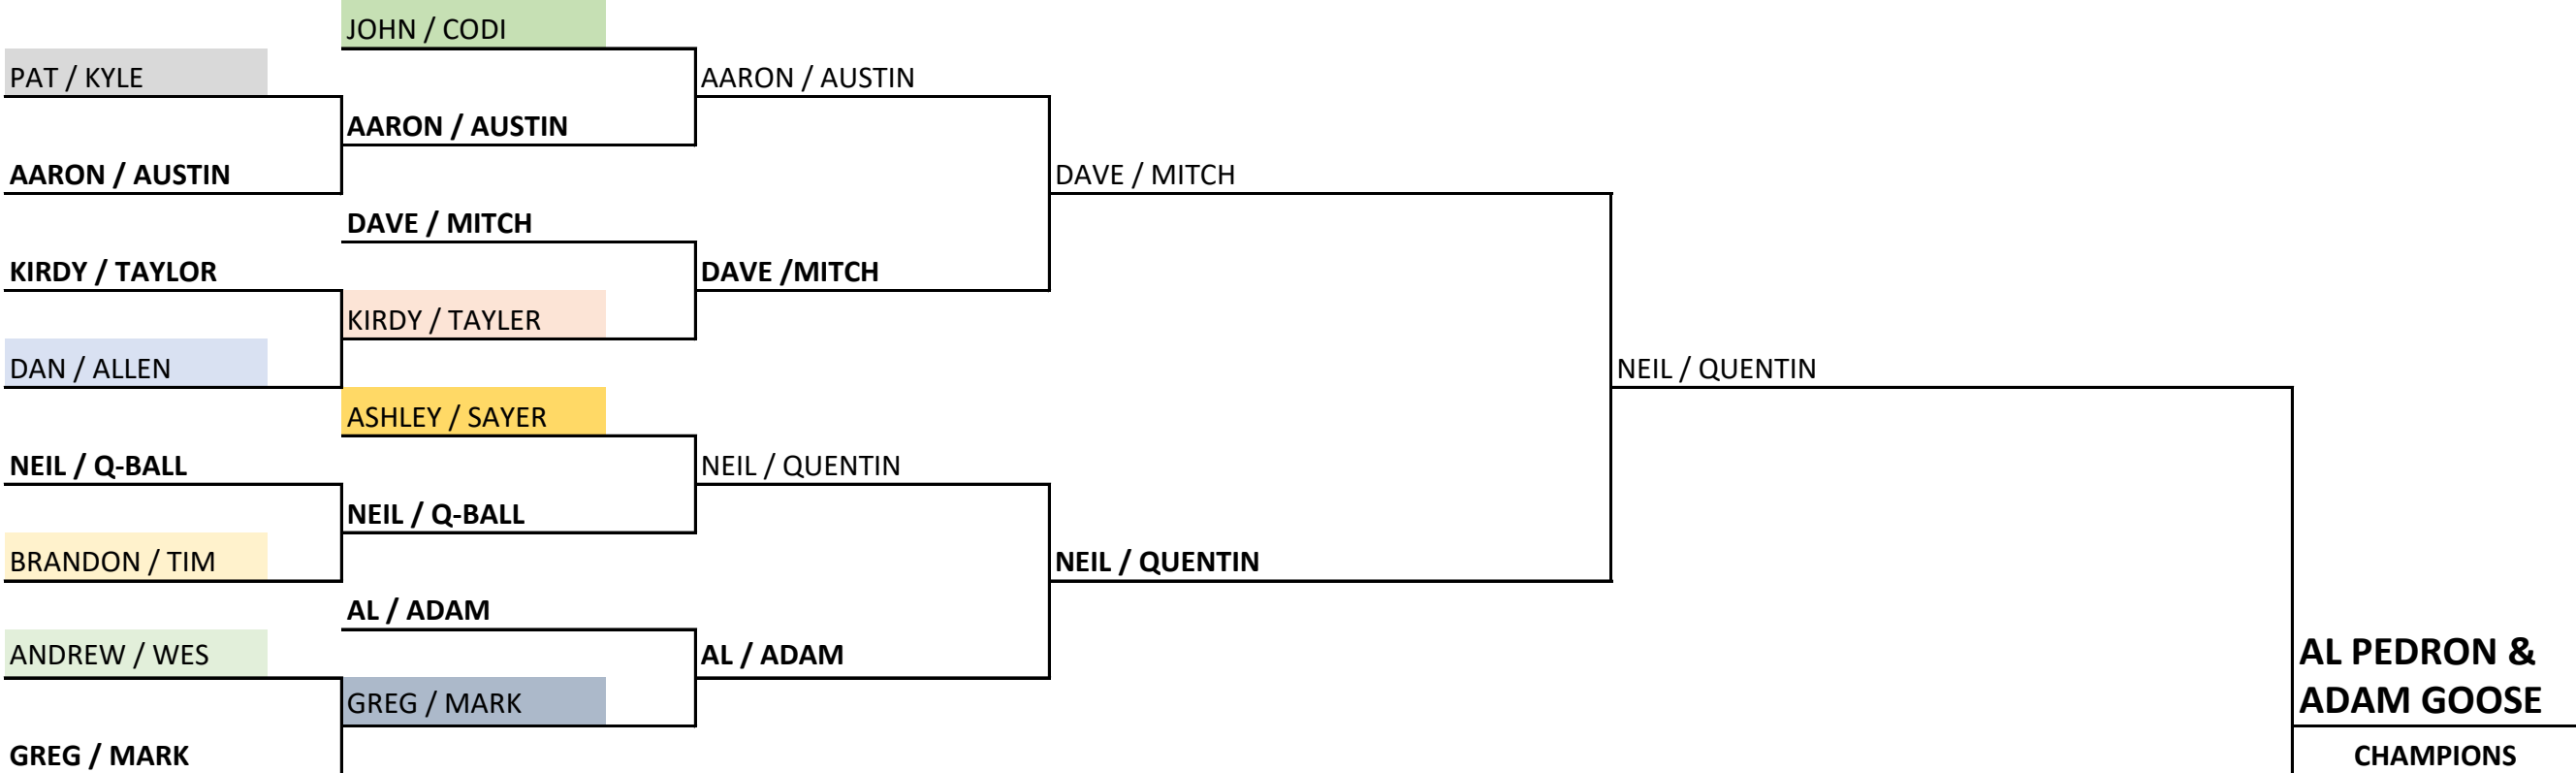 JOHN / CODI
PAT / KYLE
AARON / AUSTIN
AARON / AUSTIN
AARON / AUSTIN
DAVE / MITCH
DAVE / MITCH
KIRDY / TAYLOR
DAVE /MITCH
KIRDY / TAYLER
DAN / ALLEN
NEIL / QUENTIN
ASHLEY / SAYER
NEIL / Q-BALL
NEIL / QUENTIN
NEIL / Q-BALL
BRANDON / TIM
NEIL / QUENTIN
AL / ADAM
ANDREW / WES
AL / ADAM
AL PEDRON &
ADAM GOOSE
GREG / MARK
GREG / MARK
CHAMPIONS